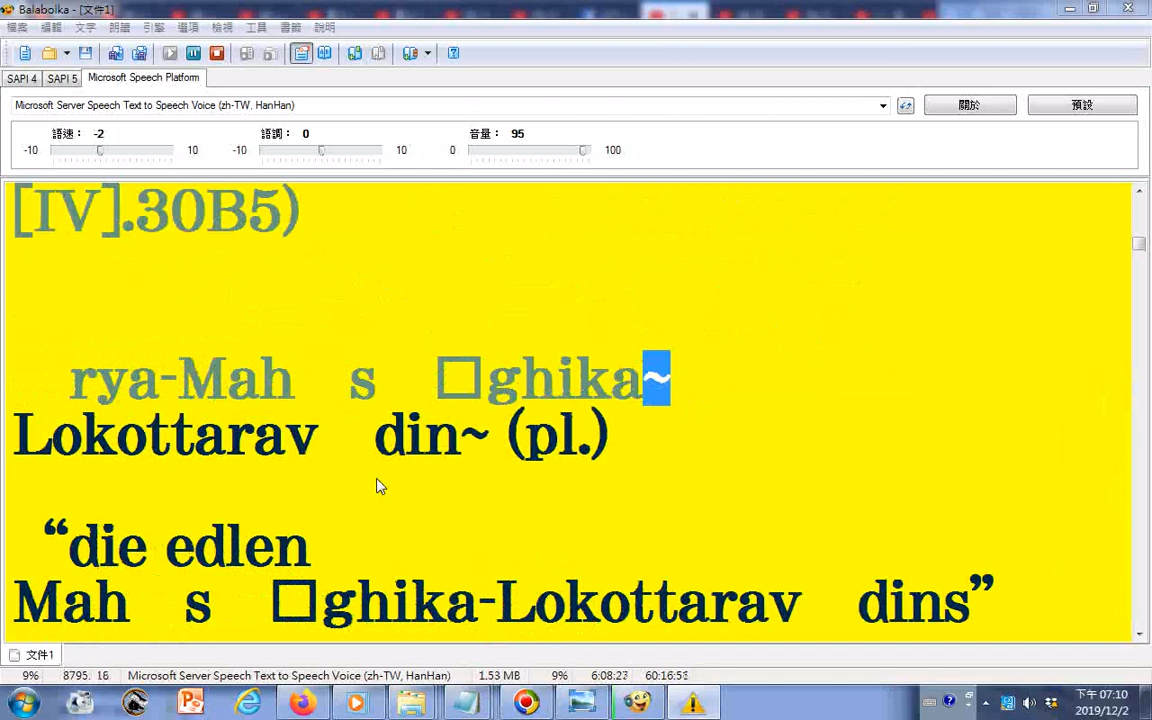 Balabolka - [文件1]
檔案 編輯 文字 朗讀 引擎 選項 檢視 工具 書籤 說明
SAPI 4 SAPI 5 Microsoft Speech Platform
Microsoft Server Speech Text to Speech Voice (zh-TW, HanHan) 關於 預設
語速： -2 語調： 0 音量： 95
-10 10 -10 10 0 100
[IV].30B5)
rya-Mah s □ghika~
Lokottarav din~ (pl.)
“die edlen
Mah s □ghika-Lokottarav dins”
文件1
9% 8795: 16 Microsoft Server Speech Text to Speech Voice (zh-TW, HanHan) 1.53 MB 9% 6:08:23 60:16:53
下午 07:10
2019/12/2